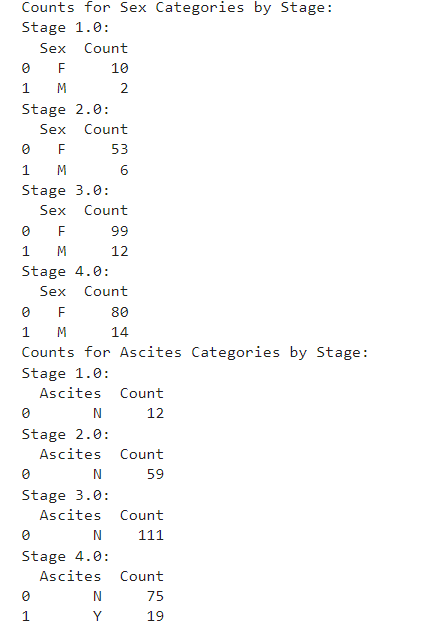 Counts for Sex Categories by Stage:
Stage 1.0:
  Sex  Count
0   F     10
1   M      2
Stage 2.0:
  Sex  Count
0   F     53
1   M      6
Stage 3.0:
  Sex  Count
0   F     99
1   M     12
Stage 4.0:
  Sex  Count
0   F     80
1   M     14
Counts for Ascites Categories by Stage:
Stage 1.0:
  Ascites  Count
0       N     12
Stage 2.0:
  Ascites  Count
0       N     59
Stage 3.0:
  Ascites  Count
0       N    111
Stage 4.0:
  Ascites  Count
0       N     75
1       Y     19